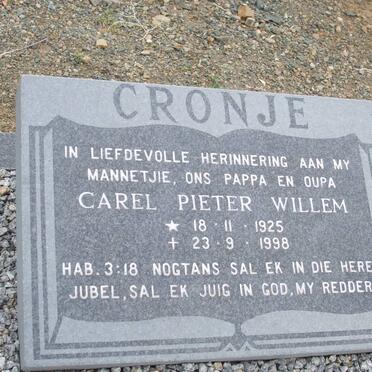 CRONJE
IN LIEFDEVOLLE HERINNERING AAN MY
MANNETJIE, ONS PAPPA EN OUPA
CAREL PIETER WILLEM
★ 18·11·1925
+ 23·9·1998
HAB. 3:18 NOGTANS SAL EK IN DIE HERE
JUBEL, SAL EK JUIG IN GOD, MY REDDER